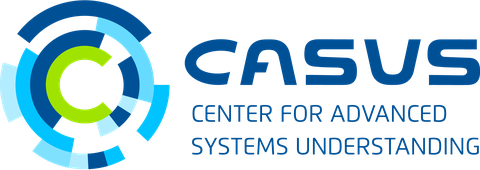 CASUS
CENTER FOR ADVANCED
SYSTEMS UNDERSTANDING